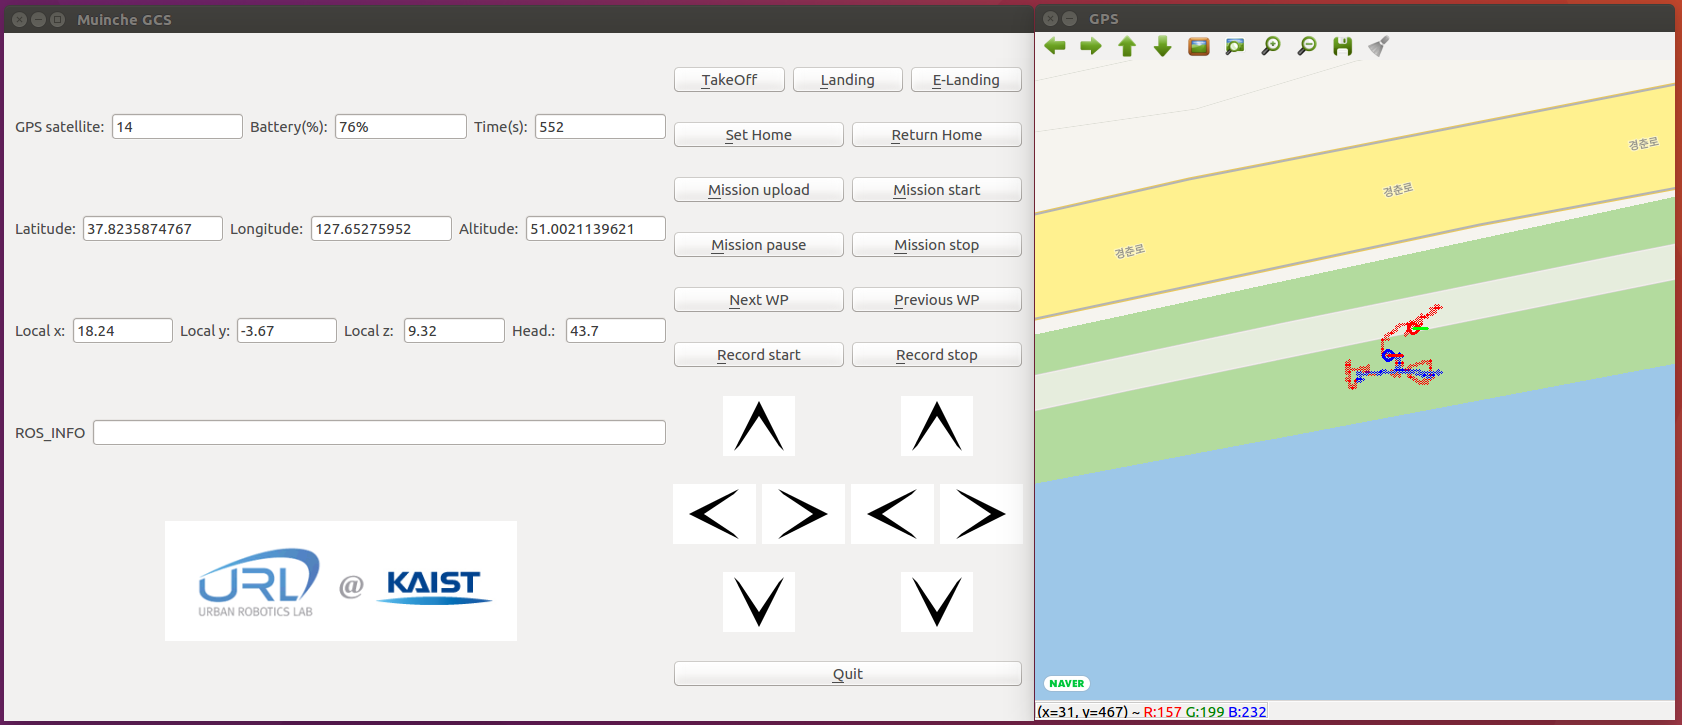 Muinche GCS
TakeOff Landing E-Landing
GPS satellite: 14 Battery(%): 76% Time(s): 552
Set Home Return Home
Mission upload Mission start
Latitude: 37.8235874767 Longitude: 127.65275952 Altitude: 51.0021139621
Mission pause Mission stop
Next WP Previous WP
Local x: 18.24 Local y: -3.67 Local z: 9.32 Head.: 43.7
Record start Record stop
ROS_INFO
URL @ KAIST
URBAN ROBOTICS LAB
Quit
GPS
경춘로
경춘로
경춘로
NAVER
(x=31, y=467) ~ R:157 G:199 B:232